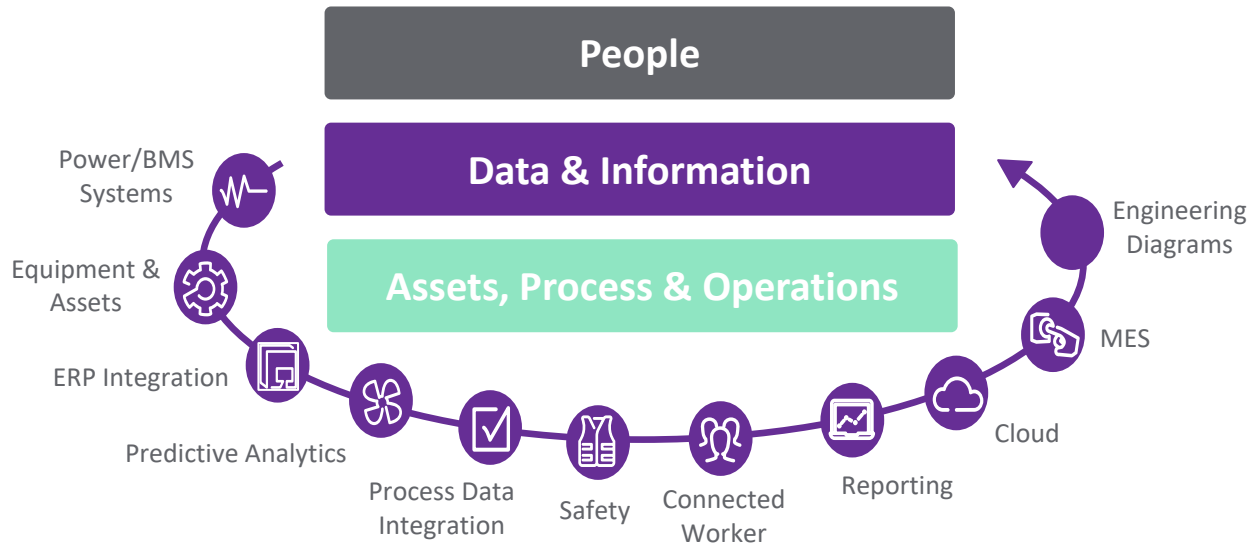 People
Data & Information
Assets, Process & Operations
Power/BMS
Systems
Equipment &
Assets
ERP Integration
Predictive Analytics
Process Data
Integration
Safety
Connected
Worker
Reporting
Cloud
MES
Engineering
Diagrams